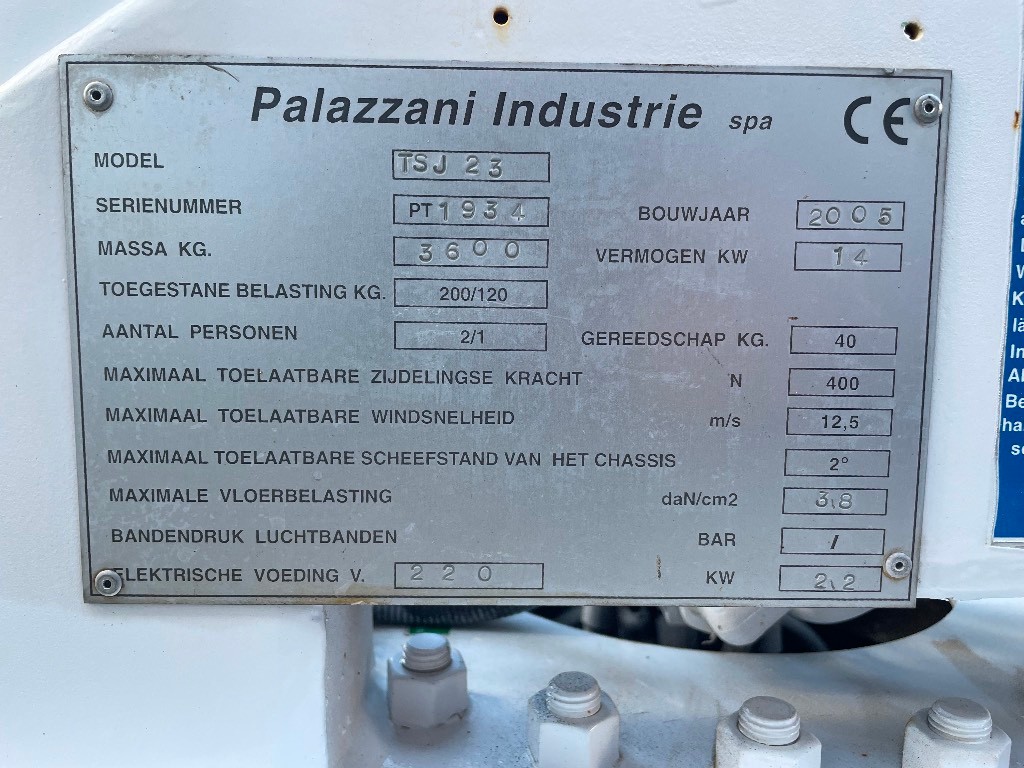 Palazzani Industrie spa CE
MODEL TSJ 23
SERIENUMMER PT 1934 BOUWJAAR 2005
MASSA KG. 3600 VERMOGEN KW 14
TOEGESTANE BELASTING KG. 200/120
AANTAL PERSONEN 2/1 GEREEDSCHAP KG. 40
MAXIMAAL TOELAATBARE ZIJDELINGSE KRACHT N 400
MAXIMAAL TOELAATBARE WINDSNELHEID m/s 12,5
MAXIMAAL TOELAATBARE SCHEEFSTAND VAN HET CHASSIS 2°
MAXIMALE VLOERBELASTING daN/cm2 3,8
BANDENDRUK LUCHTBANDEN BAR /
ELEKTRISCHE VOEDING V. 220 KW 2,2